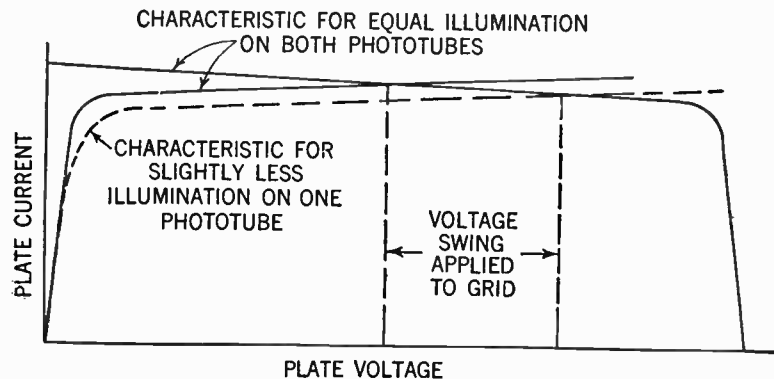 CHARACTERISTIC FOR EQUAL ILLUMINATION
ON BOTH PHOTOTUBES
PLATE CURRENT
CHARACTERISTIC FOR
SLIGHTLY LESS
ILLUMINATION ON ONE
PHOTOTUBE
VOLTAGE
SWING
APPLIED
TO GRID
PLATE VOLTAGE